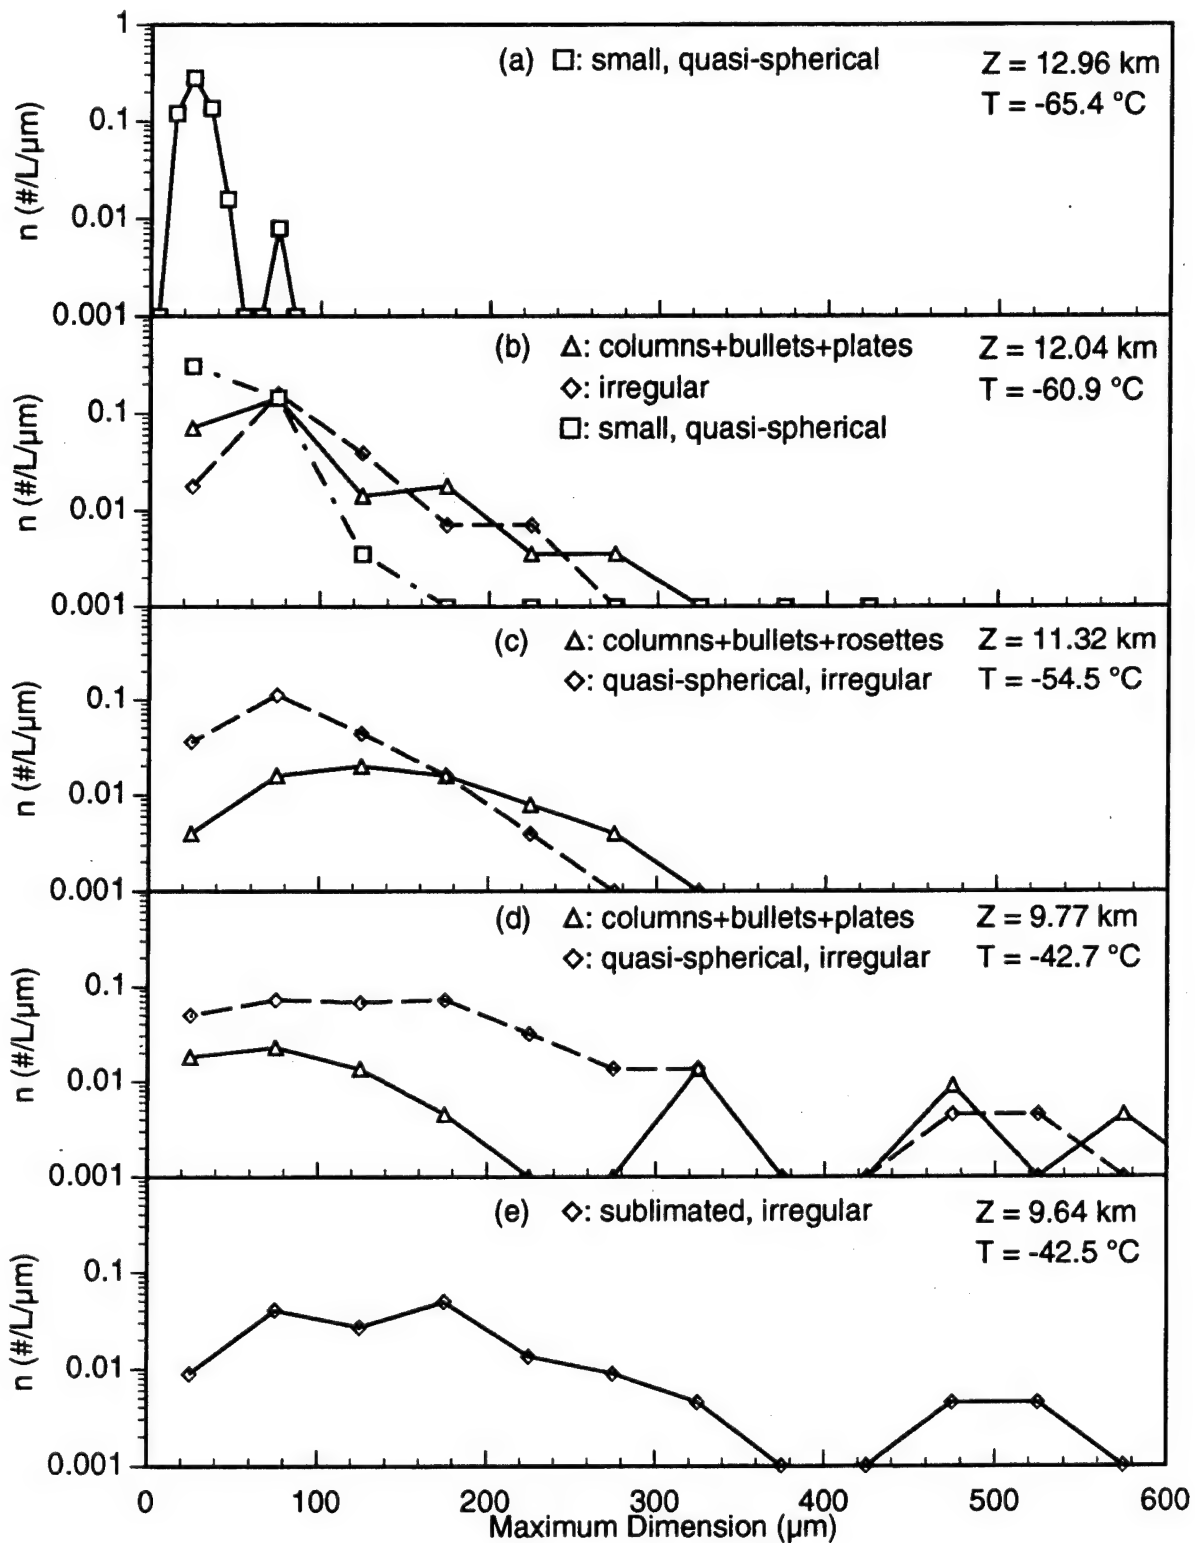 1
0.1
0.01
0.001
n (#/L/µm)
(a) □: small, quasi-spherical
Z = 12.96 km
T = -65.4 °C
0.1
0.01
0.001
n (#/L/µm)
(b) Δ: columns+bullets+plates
◇: irregular
□: small, quasi-spherical
Z = 12.04 km
T = -60.9 °C
0.1
0.01
0.001
n (#/L/µm)
(c) Δ: columns+bullets+rosettes
◇: quasi-spherical, irregular
Z = 11.32 km
T = -54.5 °C
0.1
0.01
0.001
n (#/L/µm)
(d) Δ: columns+bullets+plates
◇: quasi-spherical, irregular
Z = 9.77 km
T = -42.7 °C
0.1
0.01
0.001
n (#/L/µm)
(e) ◇: sublimated, irregular
Z = 9.64 km
T = -42.5 °C
0 100 200 300 400 500 600
Maximum Dimension (µm)